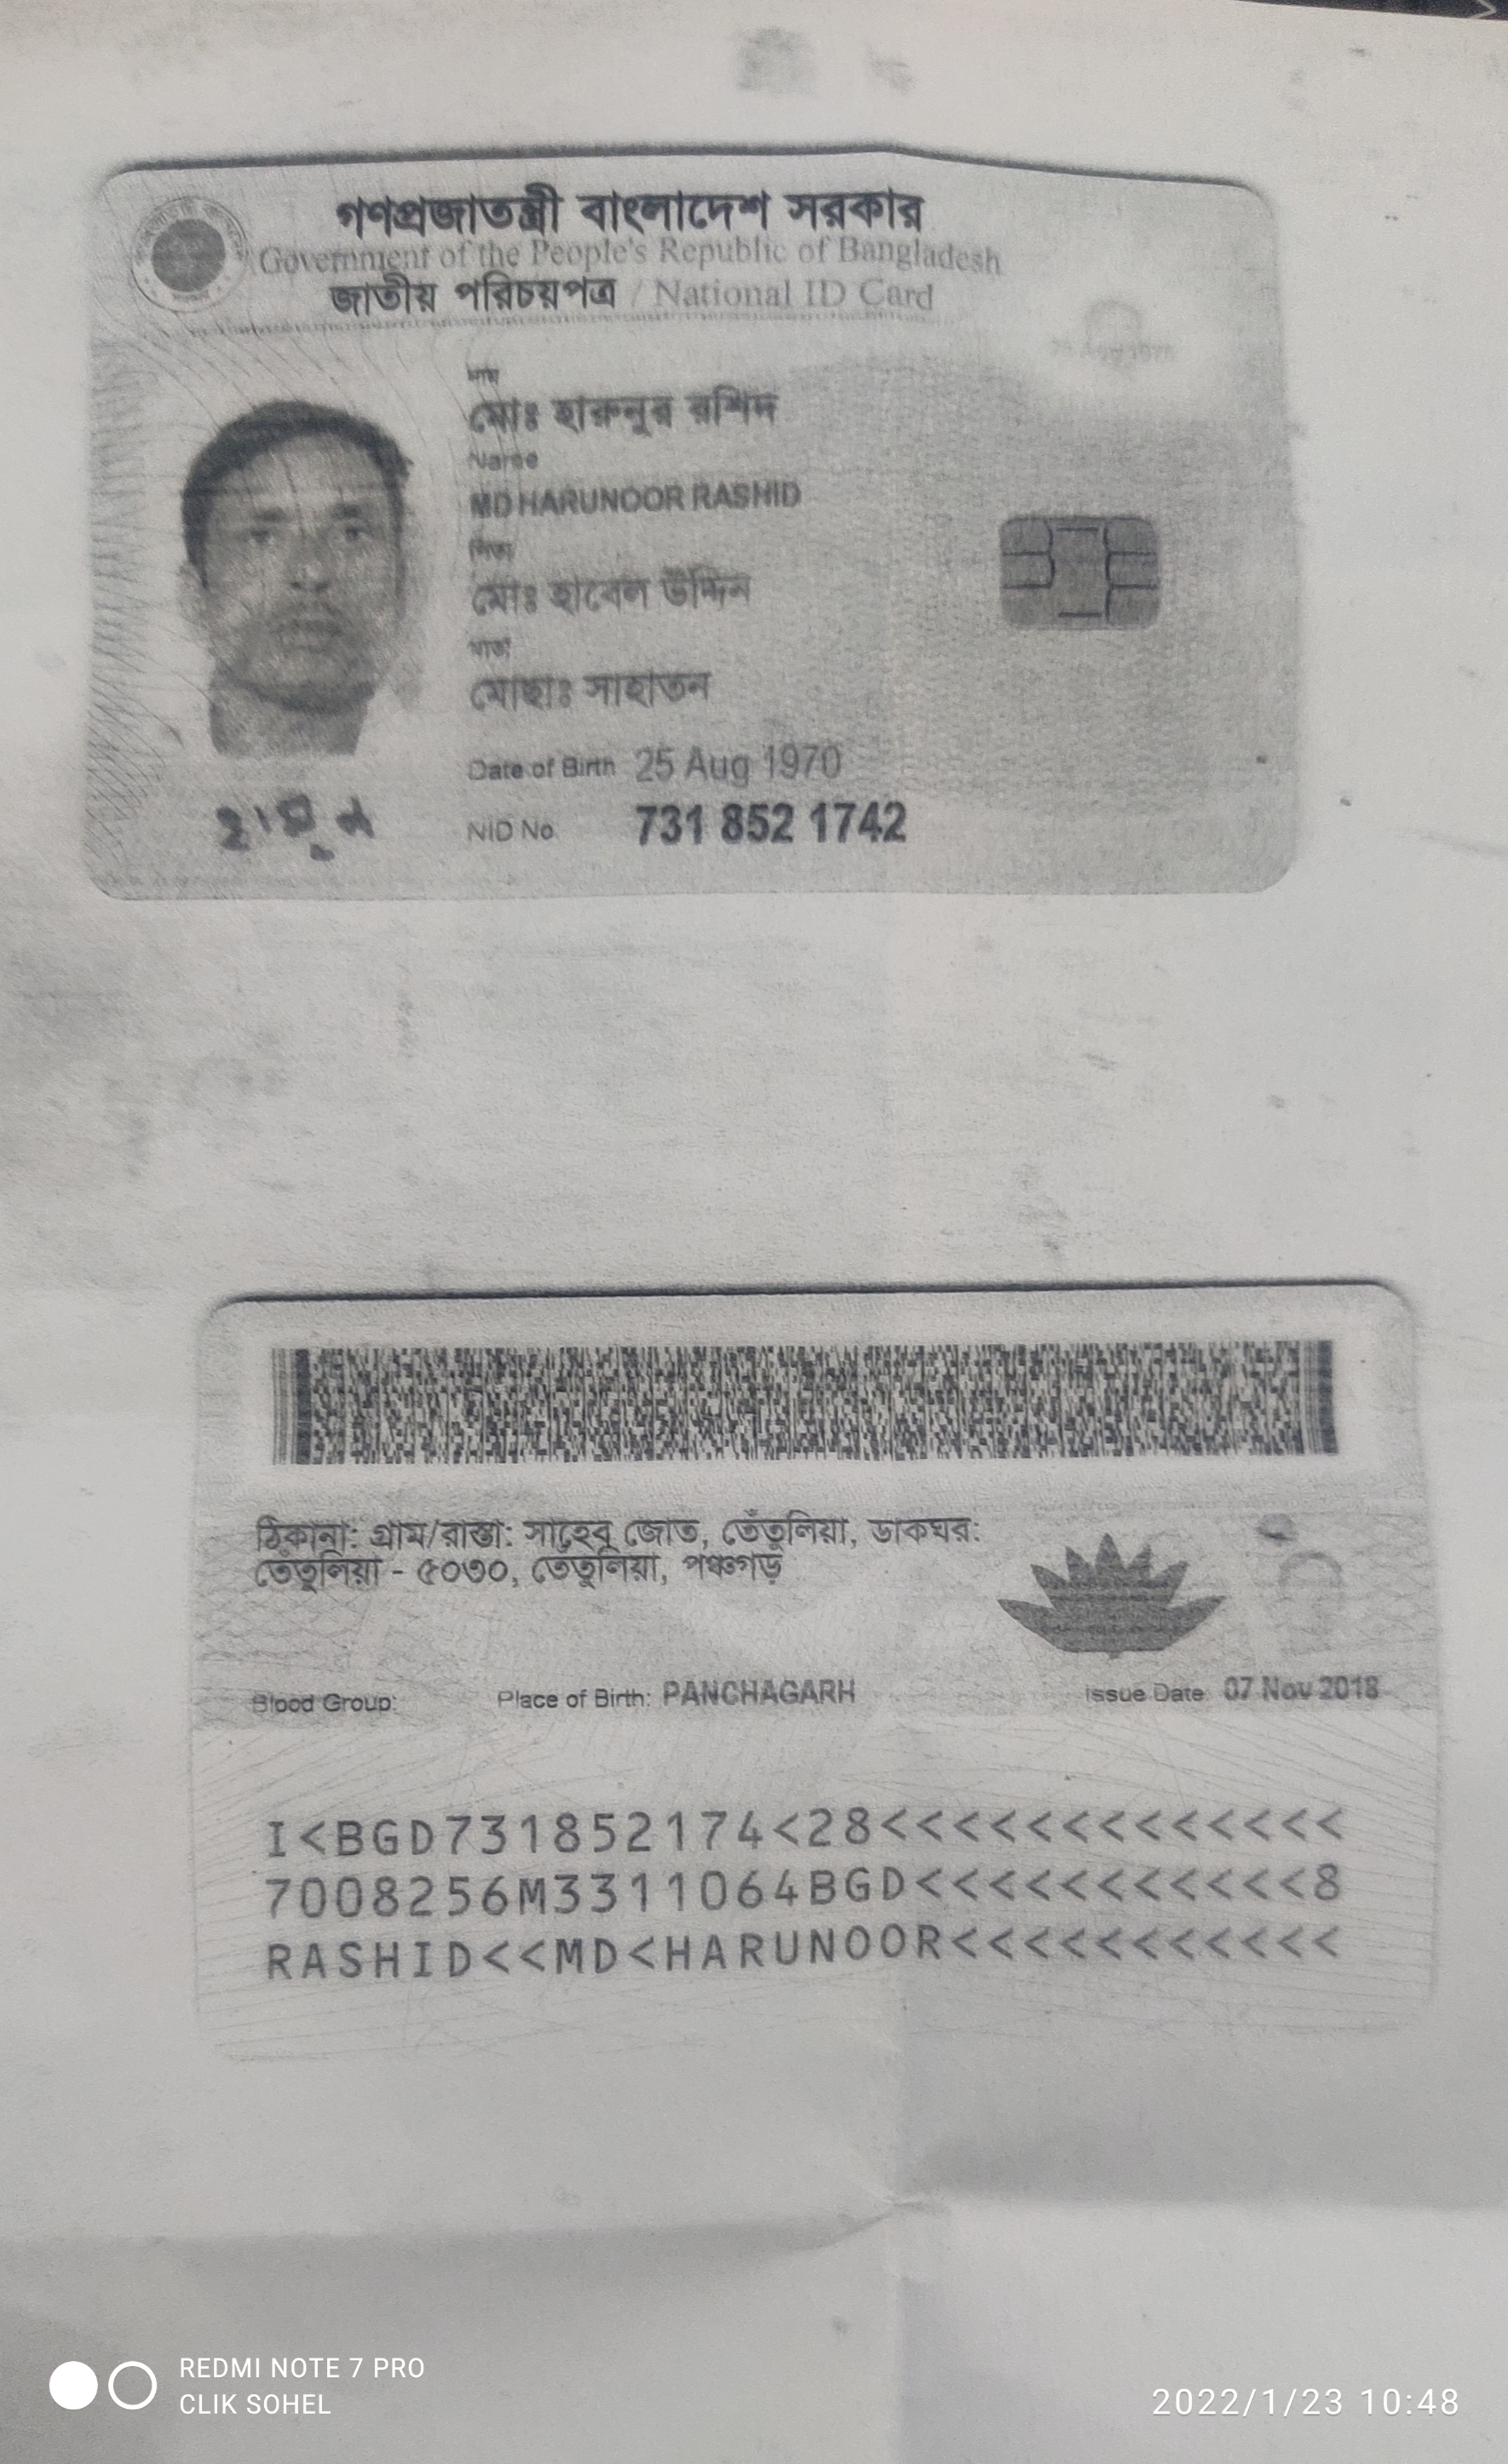 গণপ্রজাতন্ত্রী বাংলাদেশ সরকার
Government of the People's Republic of Bangladesh
জাতীয় পরিচয়পত্র / National ID Card
নাম
মোঃ হারুনুর রশিদ
Name
MD HARUNOOR RASHID
পিতা
মোঃ হাবেল উদ্দিন
মাতা
মোছাঃ সাহাতন
Date of Birth 25 Aug 1970
NID No 731 852 1742
ঠিকানা: গ্রাম/রাস্তা: সাহেবু জোত, তেঁতুলিয়া, ডাকঘর:
তেঁতুলিয়া - ৫০৩০, তেঁতুলিয়া, পঞ্চগড়
Blood Group: Place of Birth: PANCHAGARH Issue Date: 07 Nov 2018
I<BGD731852174<28<<<<<<<<<<<<<
7008256M3311064BGD<<<<<<<<<<<8
RASHID<<MD<HARUNOOR<<<<<<<<<<<
REDMI NOTE 7 PRO
CLIK SOHEL
2022/1/23 10:48